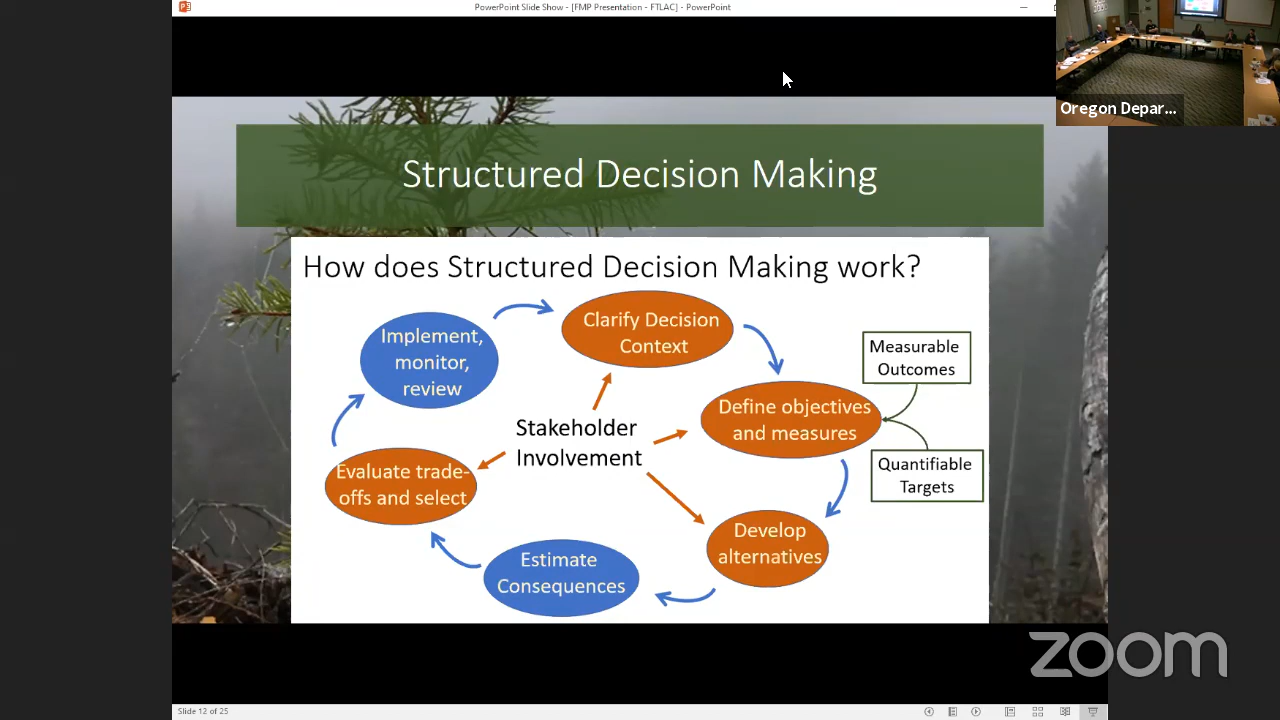 PowerPoint Slide Show - [FMP Presentation - FTLAC] - PowerPoint
Oregon Depar...
Structured Decision Making
How does Structured Decision Making work?
Implement,
monitor,
review
Clarify Decision
Context
Measurable
Outcomes
Define objectives
and measures
Stakeholder
Involvement
Quantifiable
Targets
Evaluate trade-
offs and select
Develop
alternatives
Estimate
Consequences
zoom
Slide 12 of 25